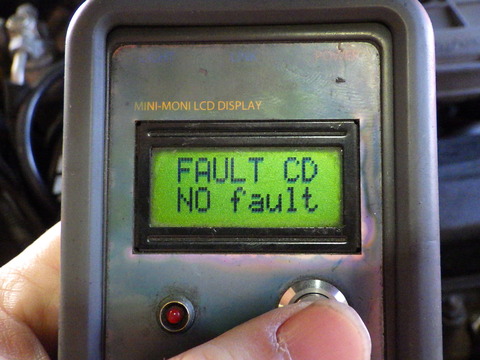 MINI-MONI LCD DISPLAY
FAULT CD
NO fault